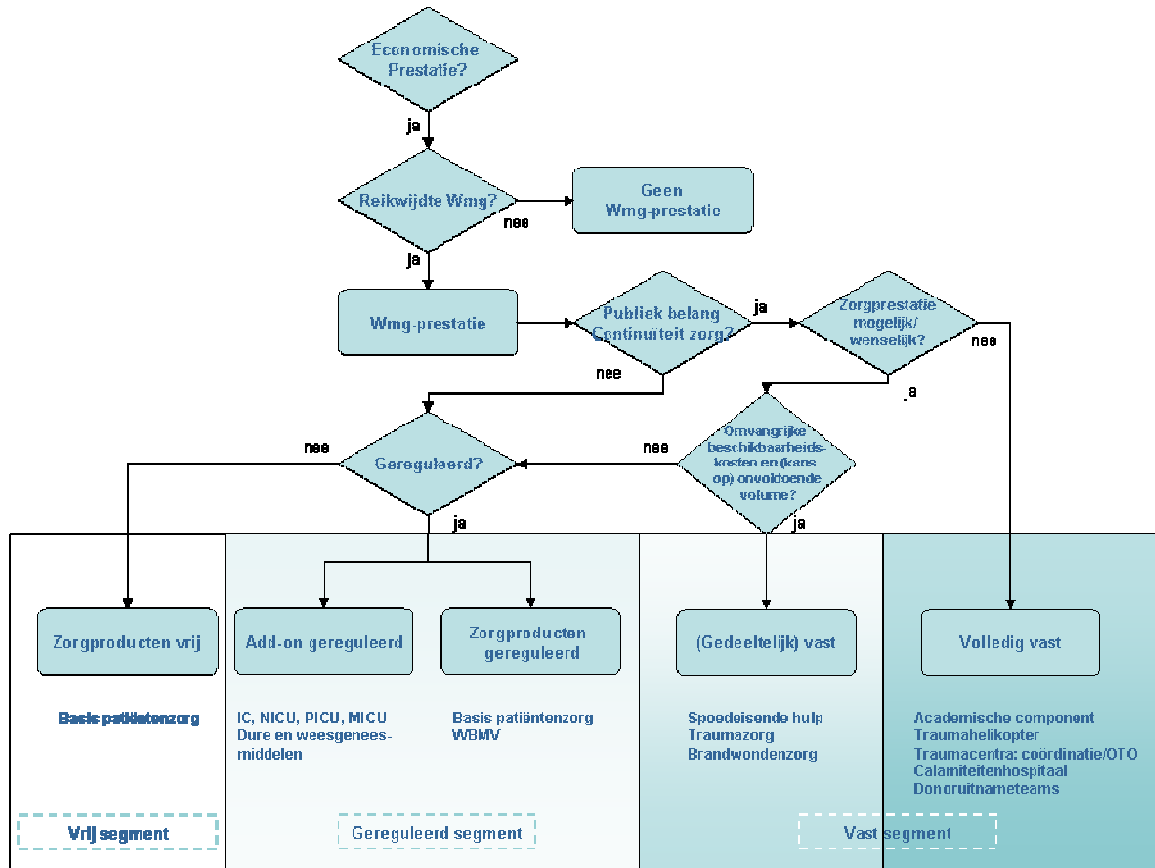 Economische
Prestatie?
ja
Reikwijdte Wmg?
nee
Geen
Wmg-prestatie
ja
Wmg-prestatie
Publiek belang
Continuïteit zorg?
ja
Zorgprestatie
mogelijk/
wenselijk?
nee
nee
ja
nee
Gereguleerd?
nee
Omvangrijke
beschikbaarheids-
kosten en (kans
op) onvoldoende
volume?
ja
ja
Zorgproducten vrij
Add-on gereguleerd
Zorgproducten
gereguleerd
(Gedeeltelijk) vast
Volledig vast
Basis patiëntenzorg
IC, NICU, PICU, MICU
Dure en weesgenees-
middelen
Basis patiëntenzorg
WBMV
Spoedeisende hulp
Traumazorg
Brandwondenzorg
Academische component
Traumahelikopter
Traumacentra: coördinatie/OTO
Calamiteitenhospitaal
Donoruitnameteams
Vrij segment
Gereguleerd segment
Vast segment